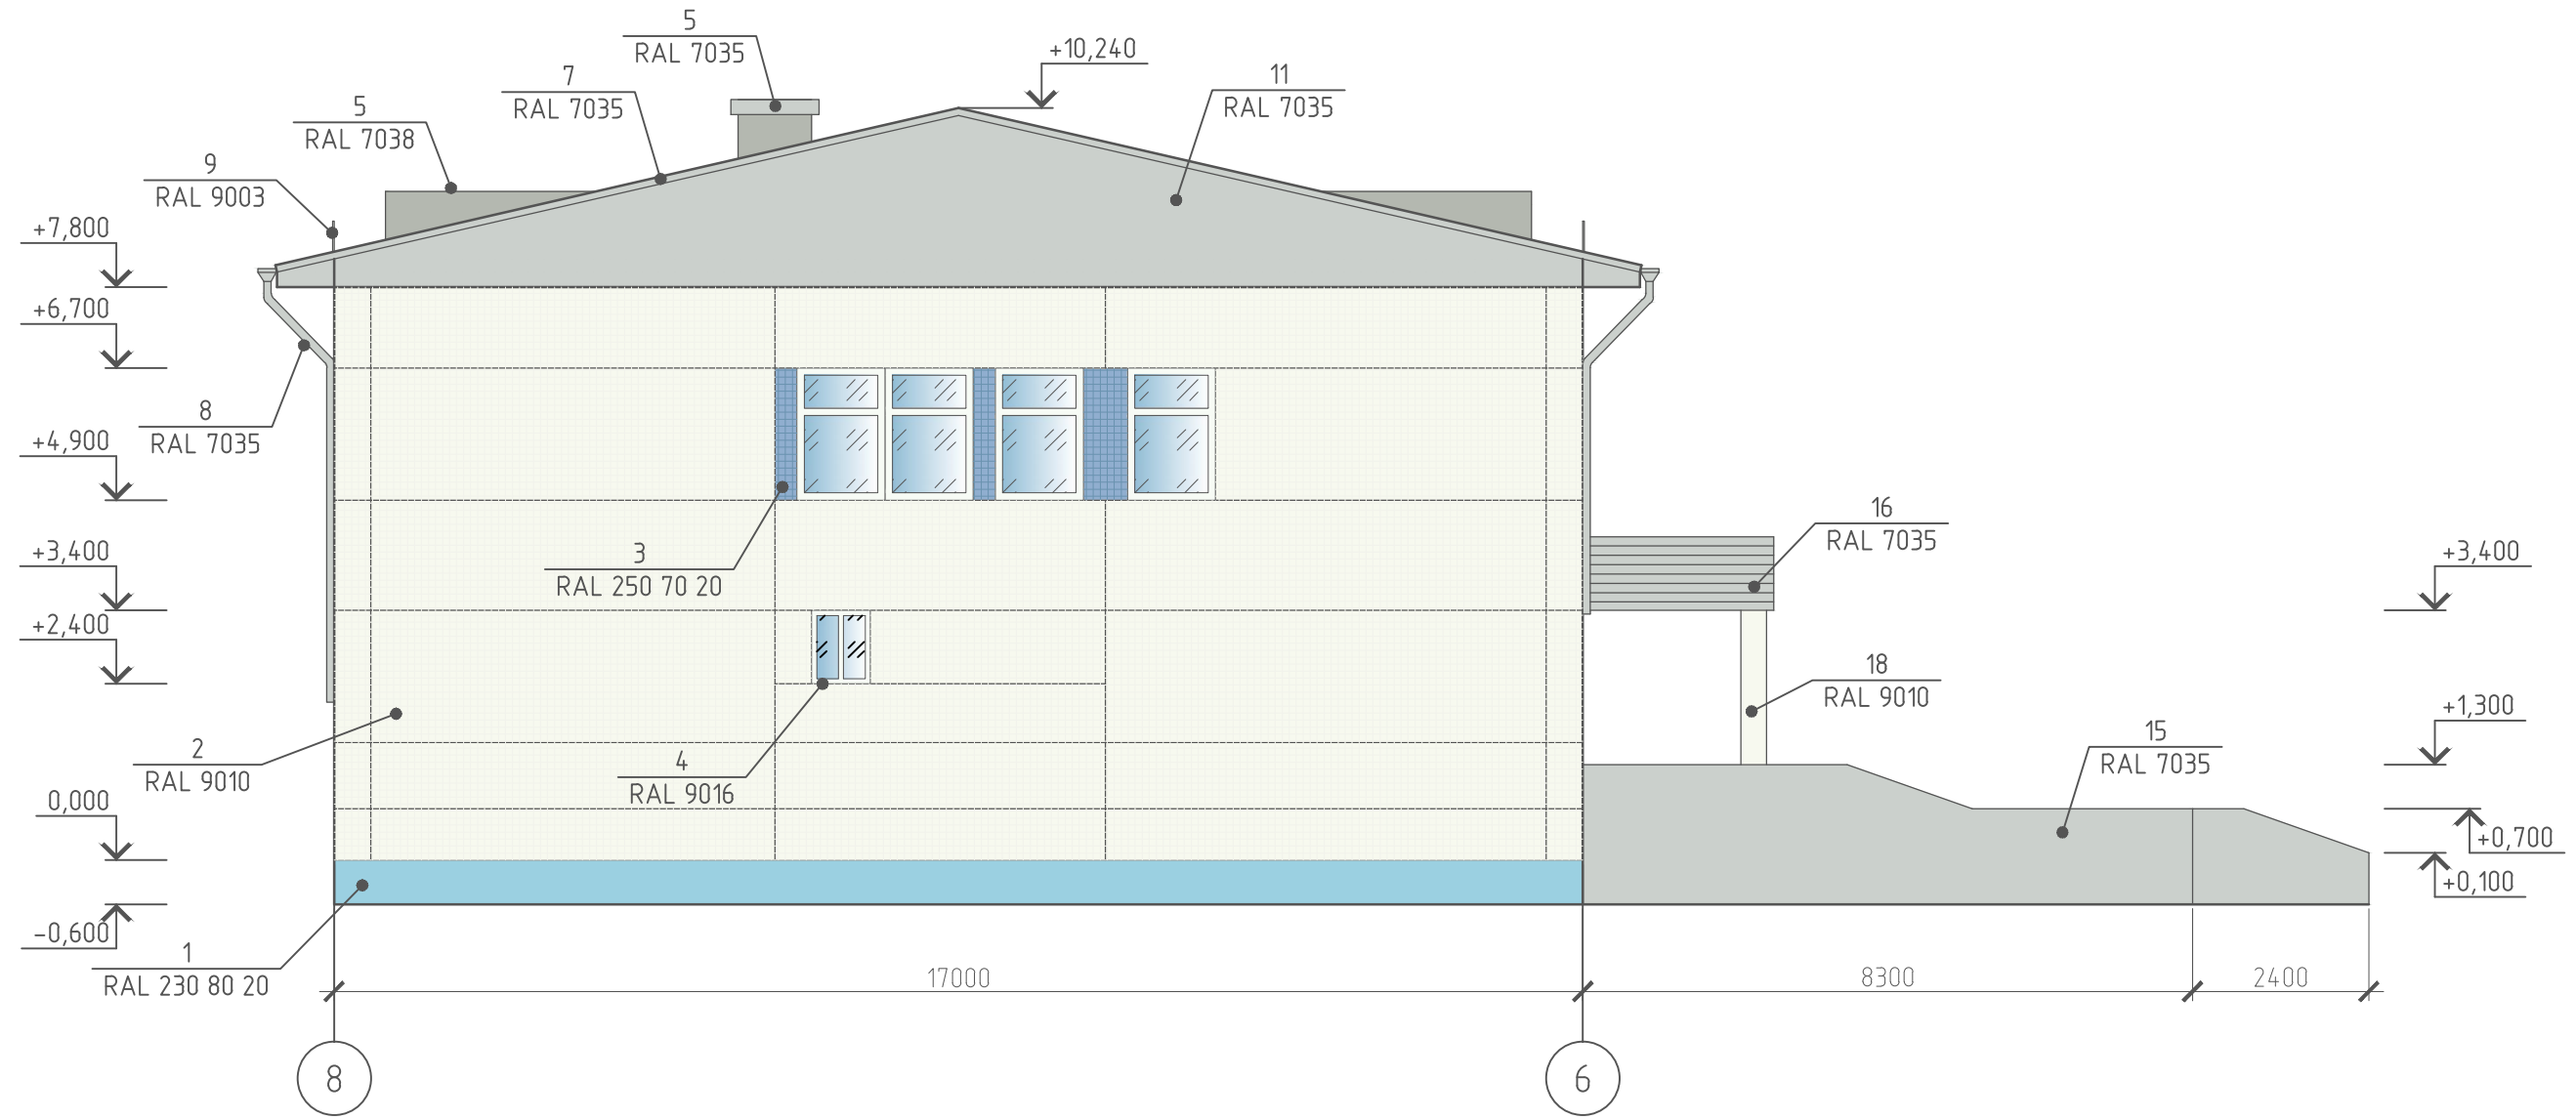 5
RAL 7035
+10,240
7
RAL 7035
11
RAL 7035
5
RAL 7038
9
RAL 9003
+7,800
+6,700
8
RAL 7035
+4,900
16
RAL 7035
3
RAL 250 70 20
+3,400
+3,400
+2,400
18
RAL 9010
+1,300
2
RAL 9010
4
RAL 9016
15
RAL 7035
0,000
+0,700
+0,100
-0,600
1
RAL 230 80 20
17000
8300
2400
8
6